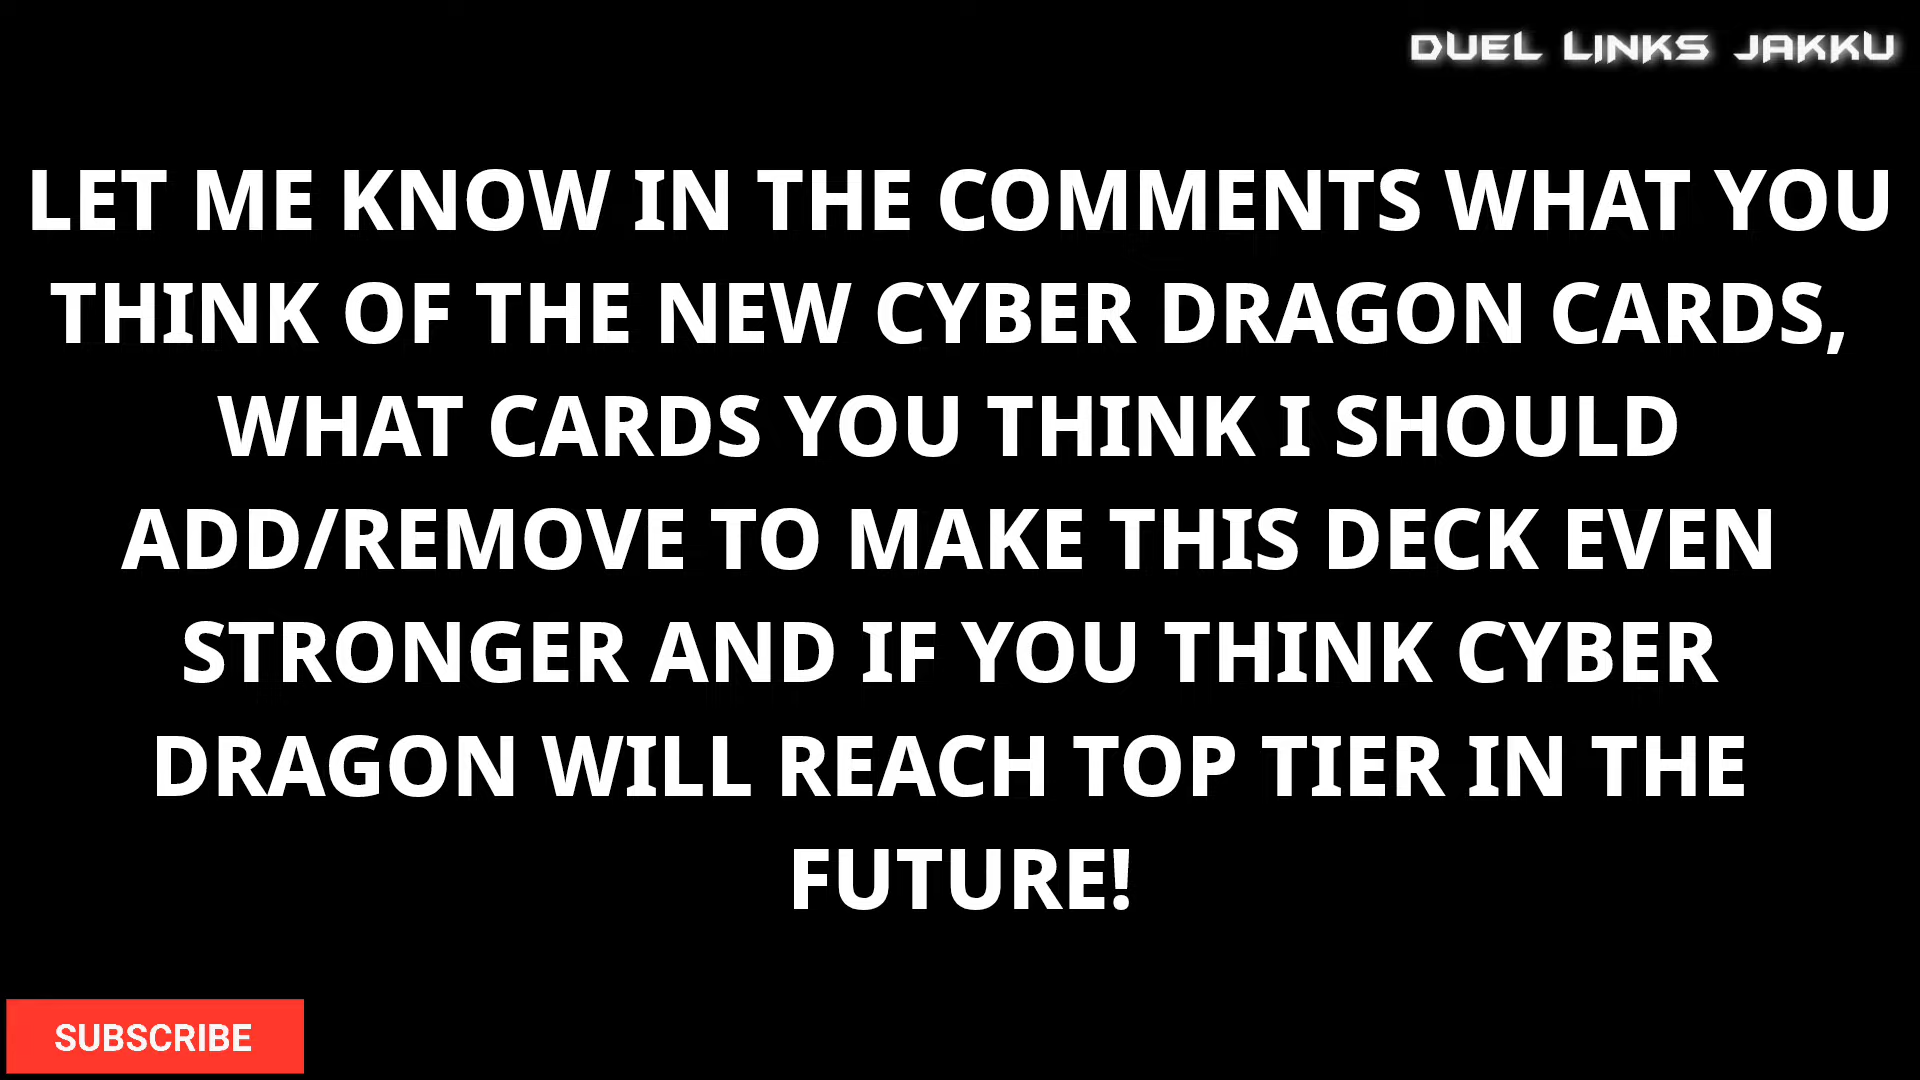 DUEL LINKS JAKKU
LET ME KNOW IN THE COMMENTS WHAT YOU
THINK OF THE NEW CYBER DRAGON CARDS,
WHAT CARDS YOU THINK I SHOULD
ADD/REMOVE TO MAKE THIS DECK EVEN
STRONGER AND IF YOU THINK CYBER
DRAGON WILL REACH TOP TIER IN THE
FUTURE!
SUBSCRIBE